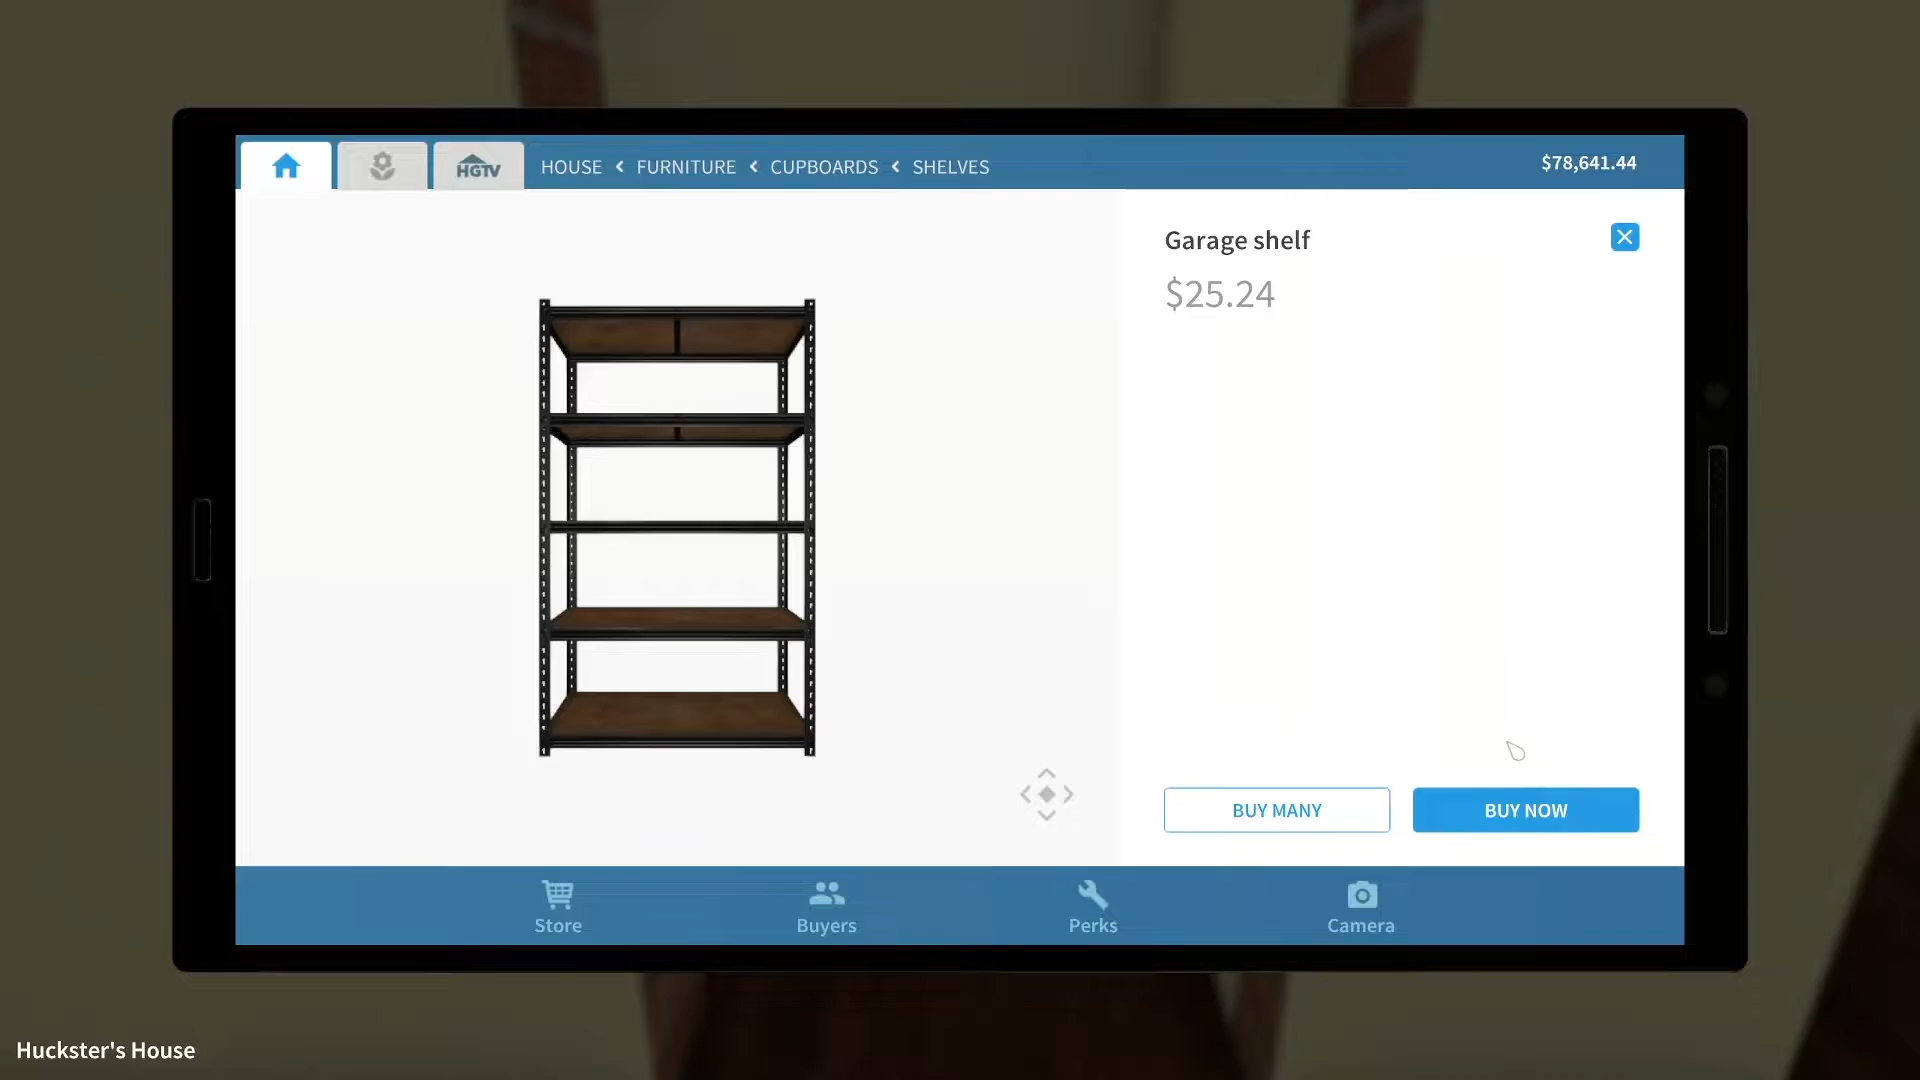 HGTV HOUSE < FURNITURE < CUPBOARDS < SHELVES $78,641.44
Garage shelf
$25.24
BUY MANY BUY NOW
Store Buyers Perks Camera
Huckster's House